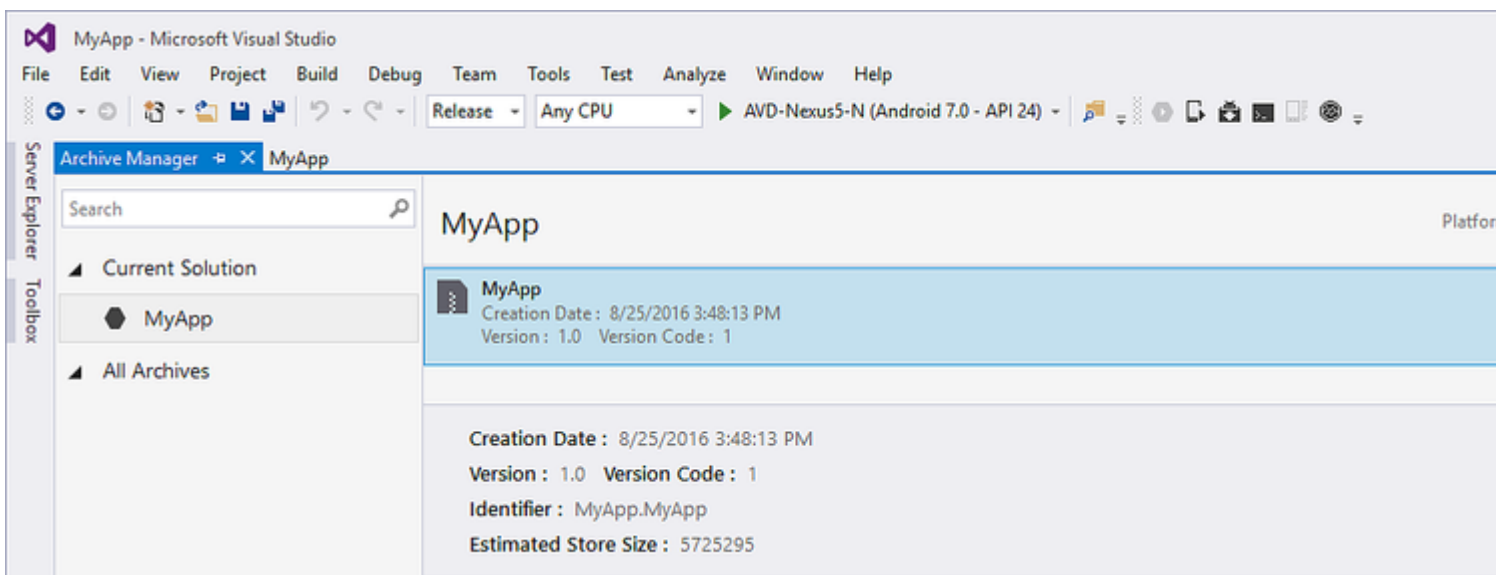 MyApp - Microsoft Visual Studio
File Edit View Project Build Debug Team Tools Test Analyze Window Help
Release Any CPU AVD-Nexus5-N (Android 7.0 - API 24)
Server Explorer
Toolbox
Archive Manager MyApp
Search
Current Solution
MyApp
All Archives
MyApp
Platfor
MyApp
Creation Date : 8/25/2016 3:48:13 PM
Version : 1.0 Version Code : 1
Creation Date : 8/25/2016 3:48:13 PM
Version : 1.0 Version Code : 1
Identifier : MyApp.MyApp
Estimated Store Size : 5725295